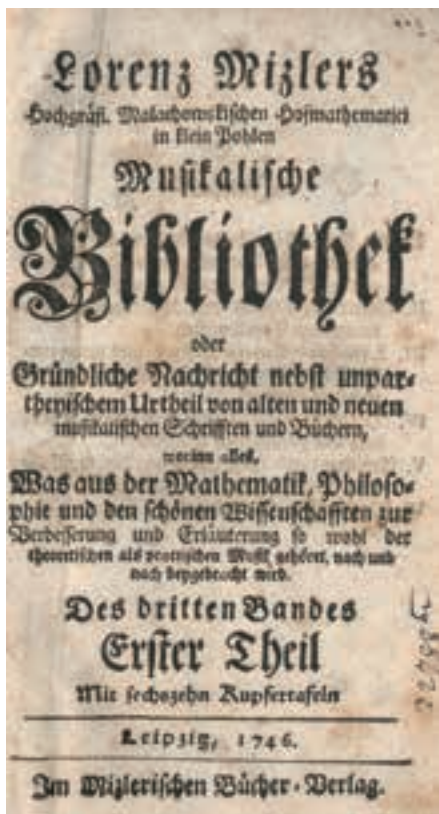 Lorenz Mizlers
Hochgräfl. Malachowskischen Hofmathematici
in klein Pohlen
Musikalische
Bibliothek
oder
Gründliche Nachricht nebst unpar-
theyischem Urtheil von alten und neuen
musikalischen Schrifften und Büchern,
worinn alles,
Was aus der Mathematik, Philoso-
phie und den schönen Wissenschafften zur
Verbesserung und Erläuterung so wohl der
theoretischen als practischen Musik gehöret, nach und
nach beygebracht wird.
Des dritten Bandes
Erster Theil
Mit sechszehn Kupfertafeln
Leipzig, 1746.
Im Mizlerischen Bücher-Verlag.